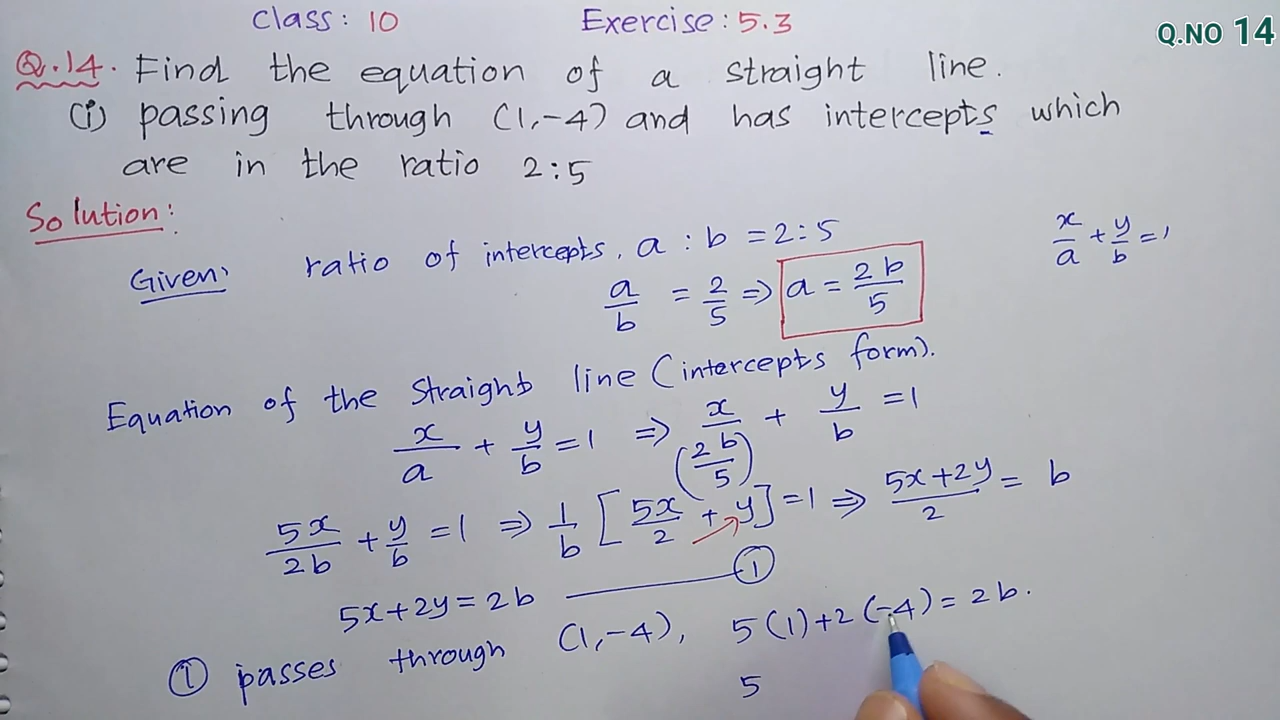 Class: 10 Exercise: 5.3
Q.NO 14
Q.14. Find the equation of a straight line.
(i) passing through (1,-4) and has intercepts which
are in the ratio 2:5
Solution:
Given: ratio of intercepts, a : b = 2:5
x/a + y/b = 1
a/b = 2/5 ⇒ a = 2b/5
Equation of the Straight line (intercepts form).
x/a + y/b = 1 ⇒ x/(2b/5) + y/b = 1
5x/2b + y/b = 1 ⇒ 1/b [5x/2 + y] = 1 ⇒ (5x+2y)/2 = b
5x+2y = 2b ——— ①
① passes through (1,-4), 5(1)+2(-4) = 2b.
5